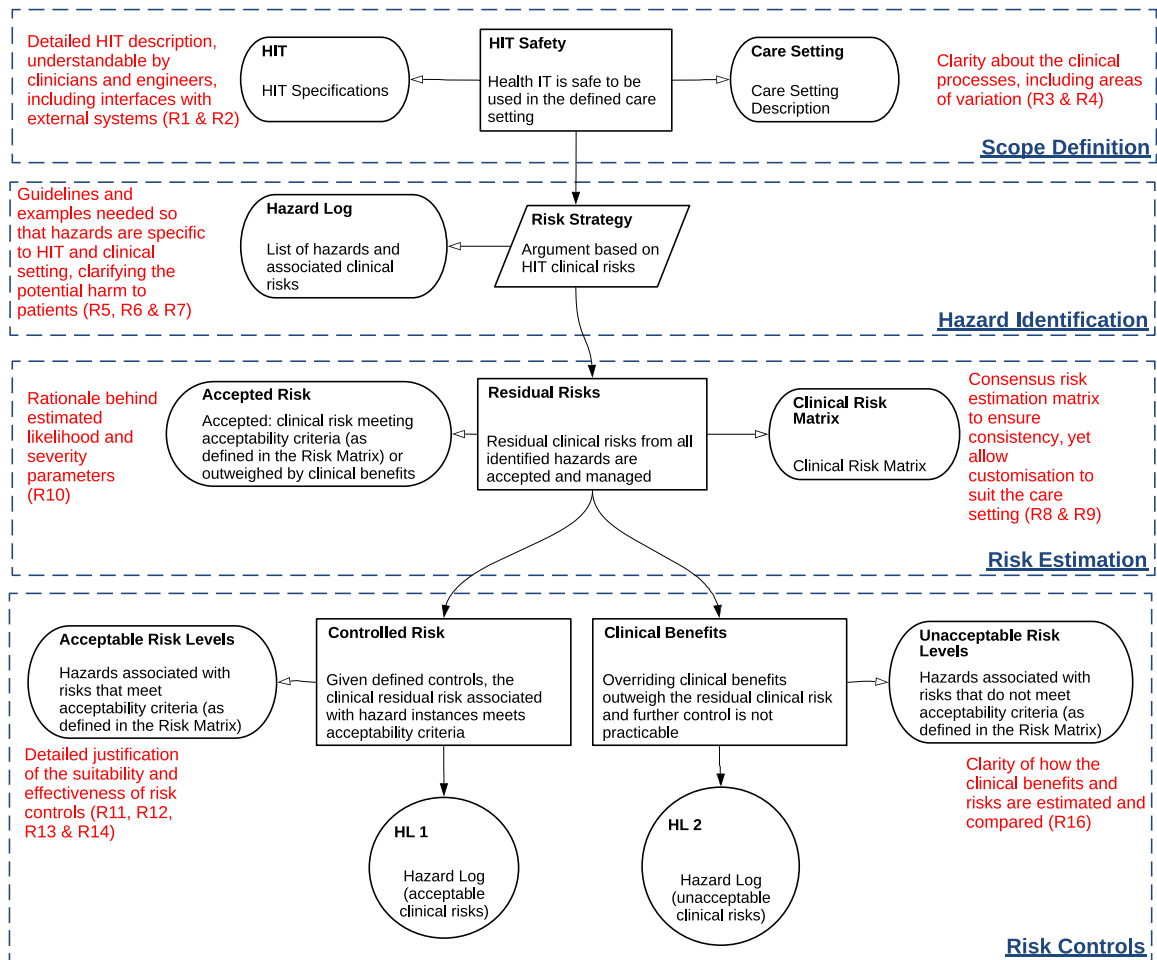 Detailed HIT description,
understandable by
clinicians and engineers,
including interfaces with
external systems (R1 & R2)
HIT
HIT Specifications
HIT Safety
Health IT is safe to be
used in the defined care
setting
Care Setting
Care Setting
Description
Clarity about the clinical
processes, including areas
of variation (R3 & R4)
Scope Definition
Guidelines and
examples needed so
that hazards are specific
to HIT and clinical
setting, clarifying the
potential harm to
patients (R5, R6 & R7)
Hazard Log
List of hazards and
associated clinical
risks
Risk Strategy
Argument based on
HIT clinical risks
Hazard Identification
Rationale behind
estimated
likelihood and
severity
parameters
(R10)
Accepted Risk
Accepted: clinical risk meeting
acceptability criteria (as
defined in the Risk Matrix) or
outweighed by clinical benefits
Residual Risks
Residual clinical risks from all
identified hazards are
accepted and managed
Clinical Risk
Matrix
Clinical Risk Matrix
Consensus risk
estimation matrix
to ensure
consistency, yet
allow
customisation to
suit the care
setting (R8 & R9)
Risk Estimation
Acceptable Risk Levels
Hazards associated with
risks that meet
acceptability criteria (as
defined in the Risk Matrix)
Detailed justification
of the suitability and
effectiveness of risk
controls (R11, R12,
R13 & R14)
Controlled Risk
Given defined controls, the
clinical residual risk associated
with hazard instances meets
acceptability criteria
Clinical Benefits
Overriding clinical benefits
outweigh the residual clinical risk
and further control is not
practicable
Unacceptable Risk
Levels
Hazards associated with
risks that do not meet
acceptability criteria (as
defined in the Risk Matrix)
Clarity of how the
clinical benefits and
risks are estimated and
compared (R16)
HL 1
Hazard Log
(acceptable
clinical risks)
HL 2
Hazard Log
(unacceptable
clinical risks)
Risk Controls